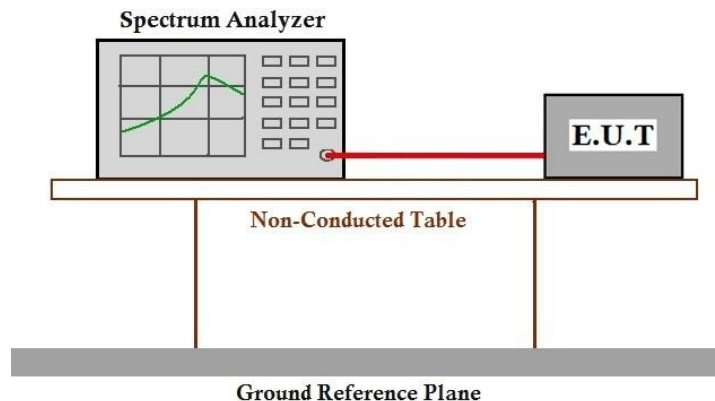 Spectrum Analyzer
E.U.T
Non-Conducted Table
Ground Reference Plane